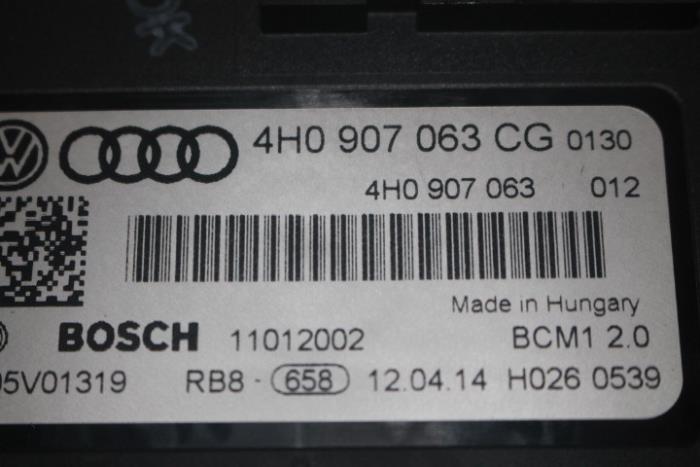 4H0 907 063 CG 0130
4H0 907 063 012
Made in Hungary
BOSCH 11012002 BCM1 2.0
05V01319 RB8 - 658 12.04.14 H026 0539